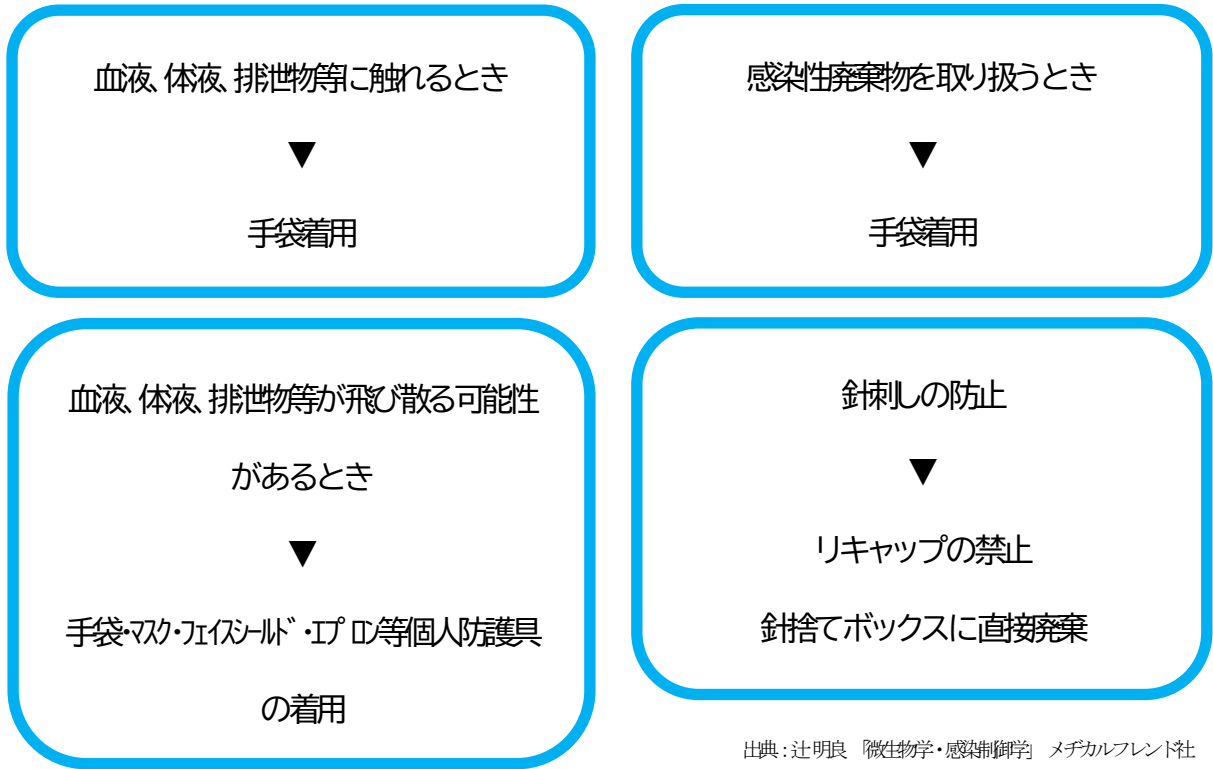 血液、体液、排泄物等に触れるとき
▼
手袋着用
感染性廃棄物を取り扱うとき
▼
手袋着用
血液、体液、排泄物等が飛び散る可能性
があるとき
▼
手袋・マスク・フェイスシールド・エプロン等個人防護具
の着用
針刺しの防止
▼
リキャップの禁止
針捨てボックスに直接廃棄
出典：辻明良 「微生物学・感染制御学」 メヂカルフレンド社